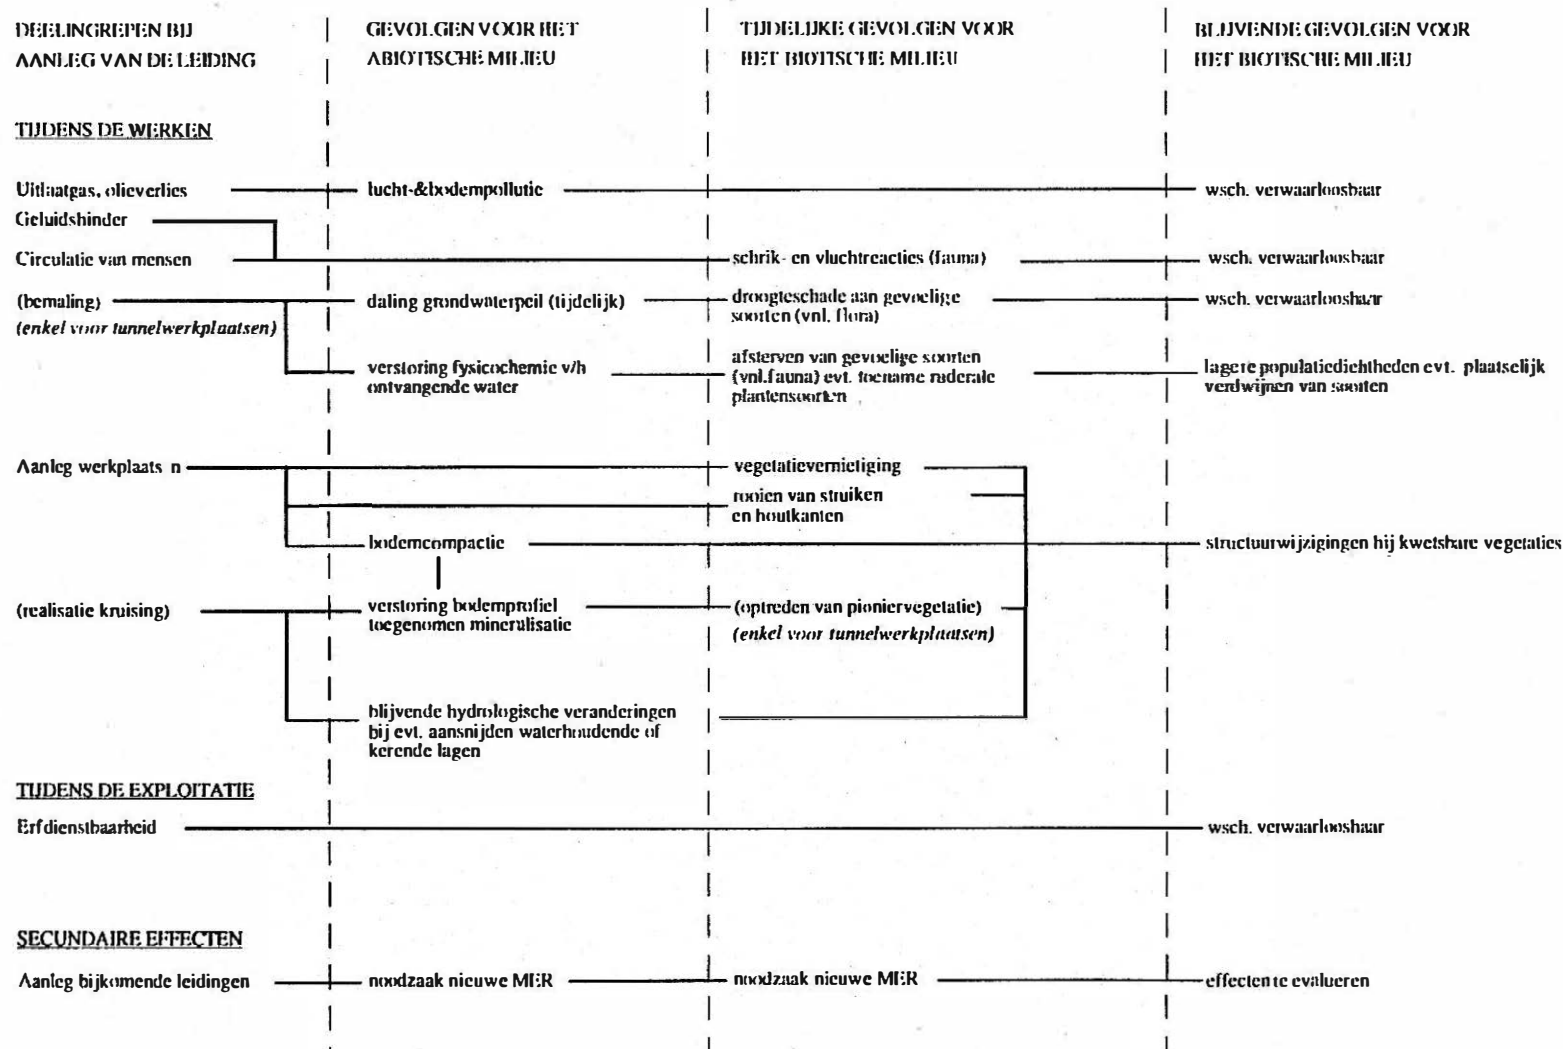 DEELINGREPEN BIJ
AANLEG VAN DE LEIDING
GEVOLGEN VOOR HET
ABIOTISCHE MILIEU
TIJDELIJKE GEVOLGEN VOOR
HET BIOTISCHE MILIEU
BLIJVENDE GEVOLGEN VOOR
HET BIOTISCHE MILIEU
TIJDENS DE WERKEN
Uitlaatgas, olieverlies
lucht-&bodempollutie
wsch. verwaarloosbaar
Geluidshinder
Circulatie van mensen
schrik- en vluchtreacties (fauna)
wsch. verwaarloosbaar
(bemaling)
(enkel voor tunnelwerkplaatsen)
daling grondwaterpeil (tijdelijk)
droogteschade aan gevoelige
soorten (vnl. flora)
wsch. verwaarloosbaar
verstoring fysicochemie v/h
ontvangende water
afsterven van gevoelige soorten
(vnl.fauna) evt. toename ruderale
plantensoorten
lagere populatiedichtheden evt. plaatselijk
verdwijnen van soorten
Aanleg werkplaats n
vegetatievernietiging
rooien van struiken
en houtkanten
bodemcompactie
structuurwijzigingen bij kwetsbare vegetaties
(realisatie kruising)
verstoring bodemprofiel
toegenomen mineralisatie
(optreden van pioniervegetatie)
(enkel voor tunnelwerkplaatsen)
blijvende hydrologische veranderingen
bij evt. aansnijden waterhoudende of
kerende lagen
TIJDENS DE EXPLOITATIE
Erfdienstbaarheid
wsch. verwaarloosbaar
SECUNDAIRE EFFECTEN
Aanleg bijkomende leidingen
noodzaak nieuwe MER
noodzaak nieuwe MER
effecten te evalueren